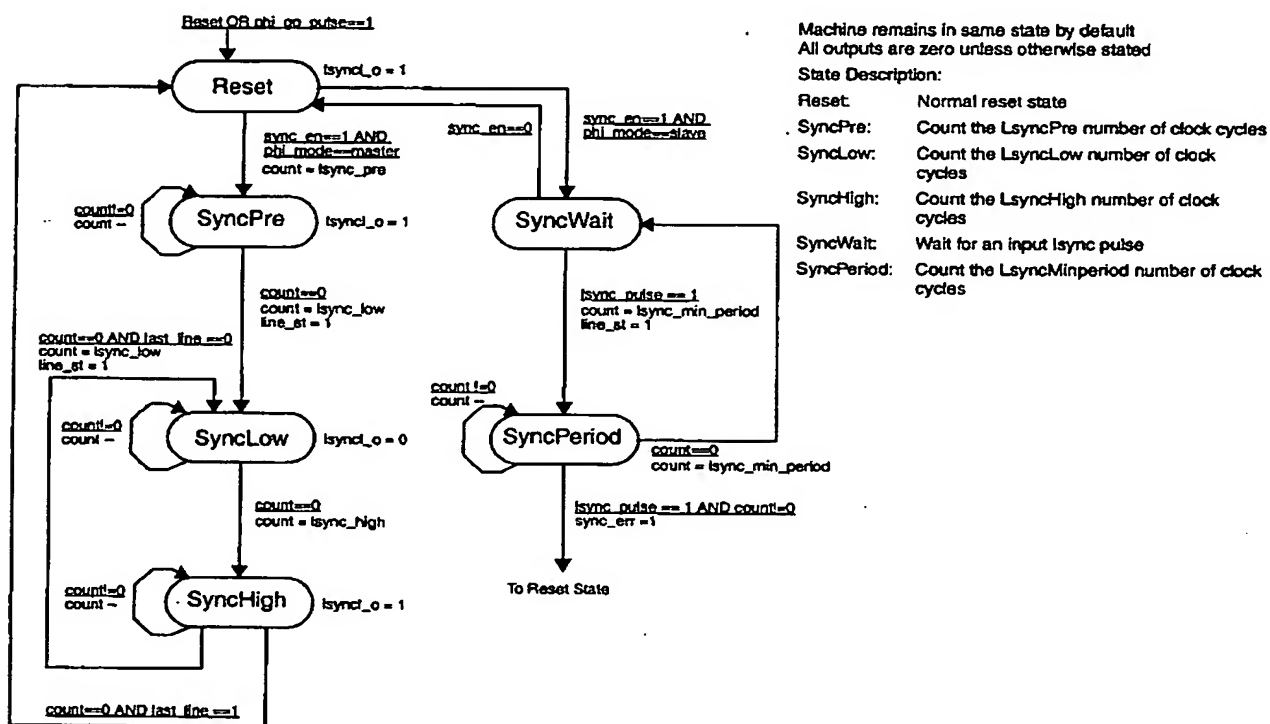 Reset OR phi_go_pulse==1
Reset
lsyncl_o = 1
sync_en==1 AND
phi_mode==master
count = lsync_pre
sync_en==0
sync_en==1 AND
phi_mode==slave
count!=0
count –
SyncPre
lsyncl_o = 1
SyncWait
count==0
count = lsync_low
line_st = 1
lsync_pulse == 1
count = lsync_min_period
line_st = 1
count==0 AND last_line ==0
count = lsync_low
line_st = 1
count!=0
count –
SyncLow
lsyncl_o = 0
count !=0
count –
SyncPeriod
count==0
count = lsync_min_period
count==0
count = lsync_high
lsync_pulse == 1 AND count!=0
sync_err =1
To Reset State
count!=0
count –
SyncHigh
lsyncl_o = 1
count==0 AND last_line ==1
Machine remains in same state by default
All outputs are zero unless otherwise stated
State Description:
Reset: Normal reset state
SyncPre: Count the LsyncPre number of clock cycles
SyncLow: Count the LsyncLow number of clock
cycles
SyncHigh: Count the LsyncHigh number of clock
cycles
SyncWait: Wait for an input lsync pulse
SyncPeriod: Count the LsyncMinperiod number of clock
cycles